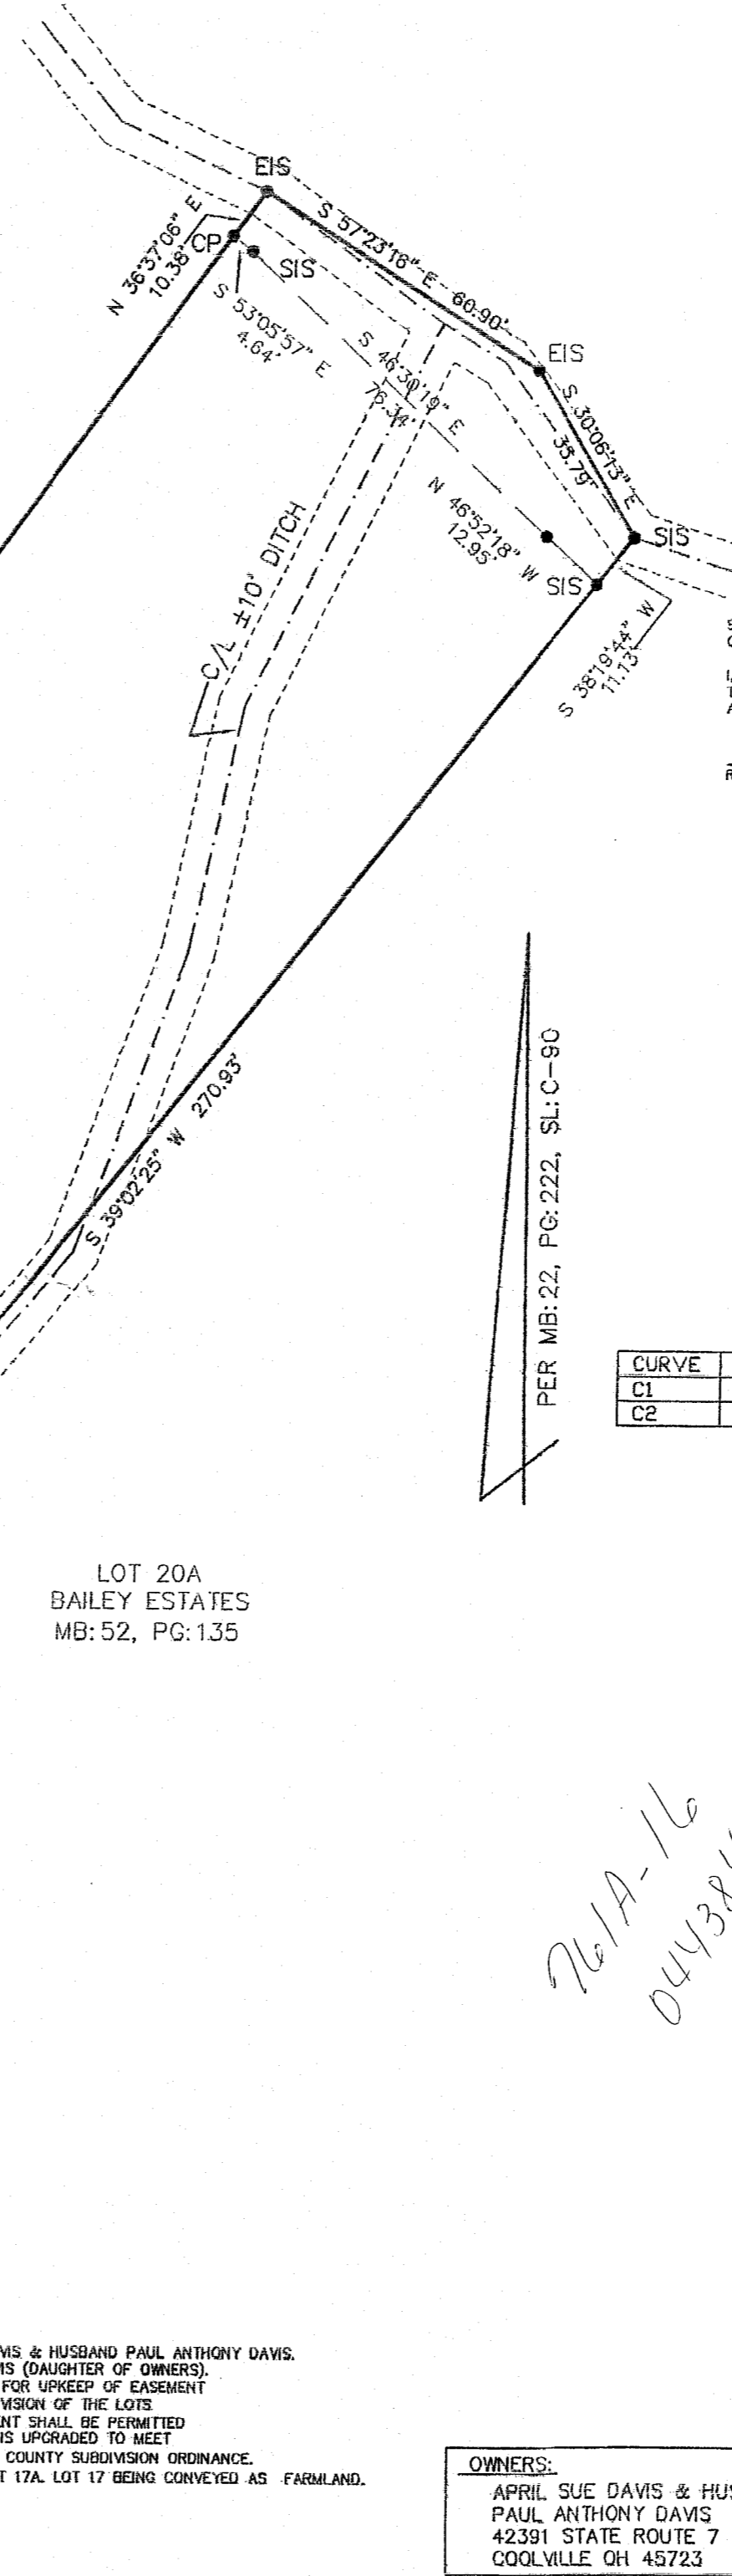 EIS
N 36°37'06" E
10.38'
CP
SIS
S 53°05'57" E
4.64'
S 57°23'16" E 60.90'
EIS
S 46°30'19" E
76.34'
S 30°06'13" E
33.79'
N 46°52'18" W
12.95'
SIS
SIS
S 38°19'44" W
11.13'
C/L ±10' DITCH
S 39°02'25" W 270.93'
PER MB: 22, PG: 222, SL: C-90
CURVE
C1
C2
LOT 20A
BAILEY ESTATES
MB: 52, PG: 135
761A-16
VIS & HUSBAND PAUL ANTHONY DAVIS.
IS (DAUGHTER OF OWNERS).
FOR UPKEEP OF EASEMENT
VISION OF THE LOTS
NT SHALL BE PERMITTED
IS UPGRADED TO MEET
COUNTY SUBDIVISION ORDINANCE.
T 17A. LOT 17 BEING CONVEYED AS FARMLAND.
OWNERS:
APRIL SUE DAVIS & HUS
PAUL ANTHONY DAVIS
42391 STATE ROUTE 7
COOLVILLE OH 45723